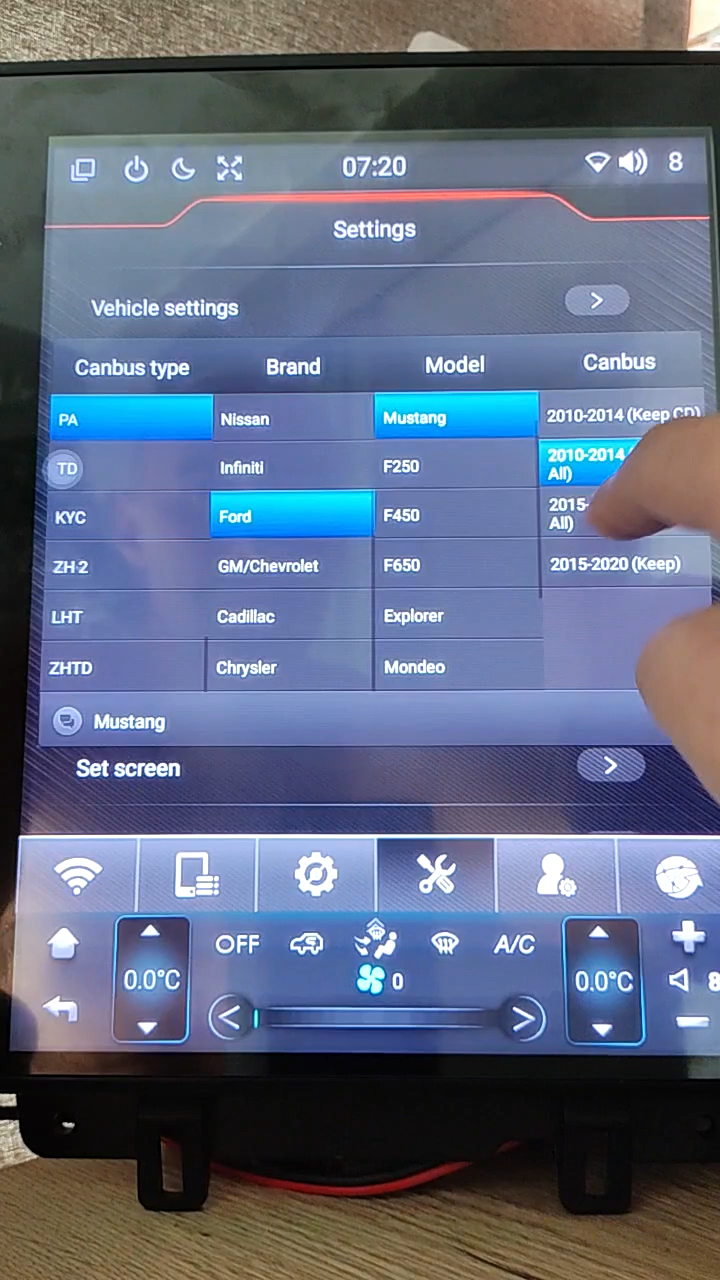 07:20
8
Settings
Vehicle settings
Canbus type Brand Model Canbus
PA Nissan Mustang 2010-2014 (Keep CD)
TD Infiniti F250 2010-2014
All)
KYC Ford F450 2015-
All)
ZH-2 GM/Chevrolet F650 2015-2020 (Keep)
LHT Cadillac Explorer
ZHTD Chrysler Mondeo
Mustang
Set screen
OFF A/C
0.0°C 0 0.0°C 8